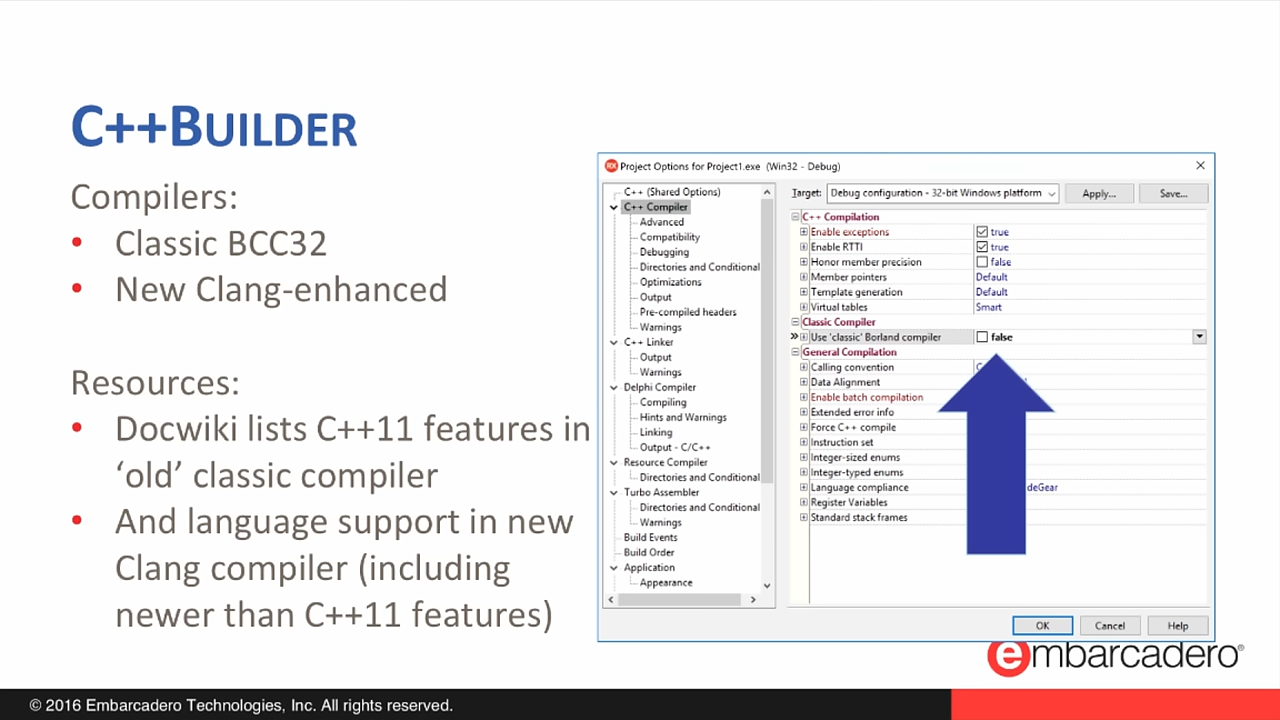 C++BUILDER
Compilers:
• Classic BCC32
• New Clang-enhanced
Resources:
• Docwiki lists C++11 features in
‘old’ classic compiler
• And language support in new
Clang compiler (including
newer than C++11 features)
RX Project Options for Project1.exe (Win32 - Debug)
C++ (Shared Options)
C++ Compiler
Advanced
Compatibility
Debugging
Directories and Conditional
Optimizations
Output
Pre-compiled headers
Warnings
C++ Linker
Output
Warnings
Delphi Compiler
Compiling
Hints and Warnings
Linking
Output - C/C++
Resource Compiler
Directories and Conditional
Turbo Assembler
Directories and Conditional
Warnings
Build Events
Build Order
Application
Appearance
Target: Debug configuration - 32-bit Windows platform Apply... Save...
C++ Compilation
Enable exceptions true
Enable RTTI true
Honor member precision false
Member pointers Default
Template generation Default
Virtual tables Smart
Classic Compiler
Use 'classic' Borland compiler false
General Compilation
Calling convention C
Data Alignment
Enable batch compilation
Extended error info
Force C++ compile
Instruction set
Integer-sized enums
Integer-typed enums
Language compliance deGear
Register Variables
Standard stack frames
OK Cancel Help
embarcadero®
© 2016 Embarcadero Technologies, Inc. All rights reserved.